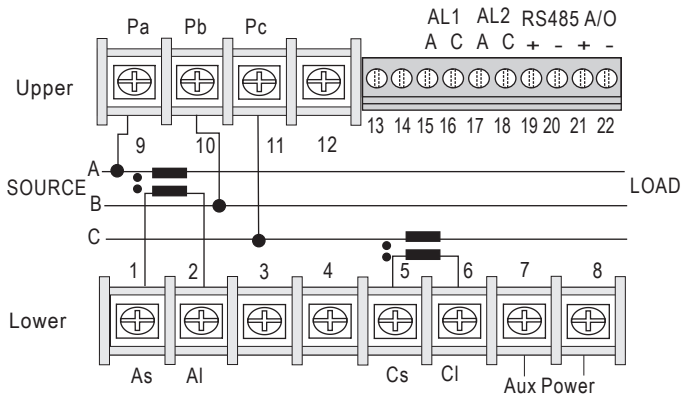 Pa Pb Pc AL1 AL2 RS485 A/O
A C A C + – + –
Upper
9 10 11 12 13 14 15 16 17 18 19 20 21 22
A
SOURCE LOAD
B
C
1 2 3 4 5 6 7 8
Lower
As Al Cs Cl Aux Power